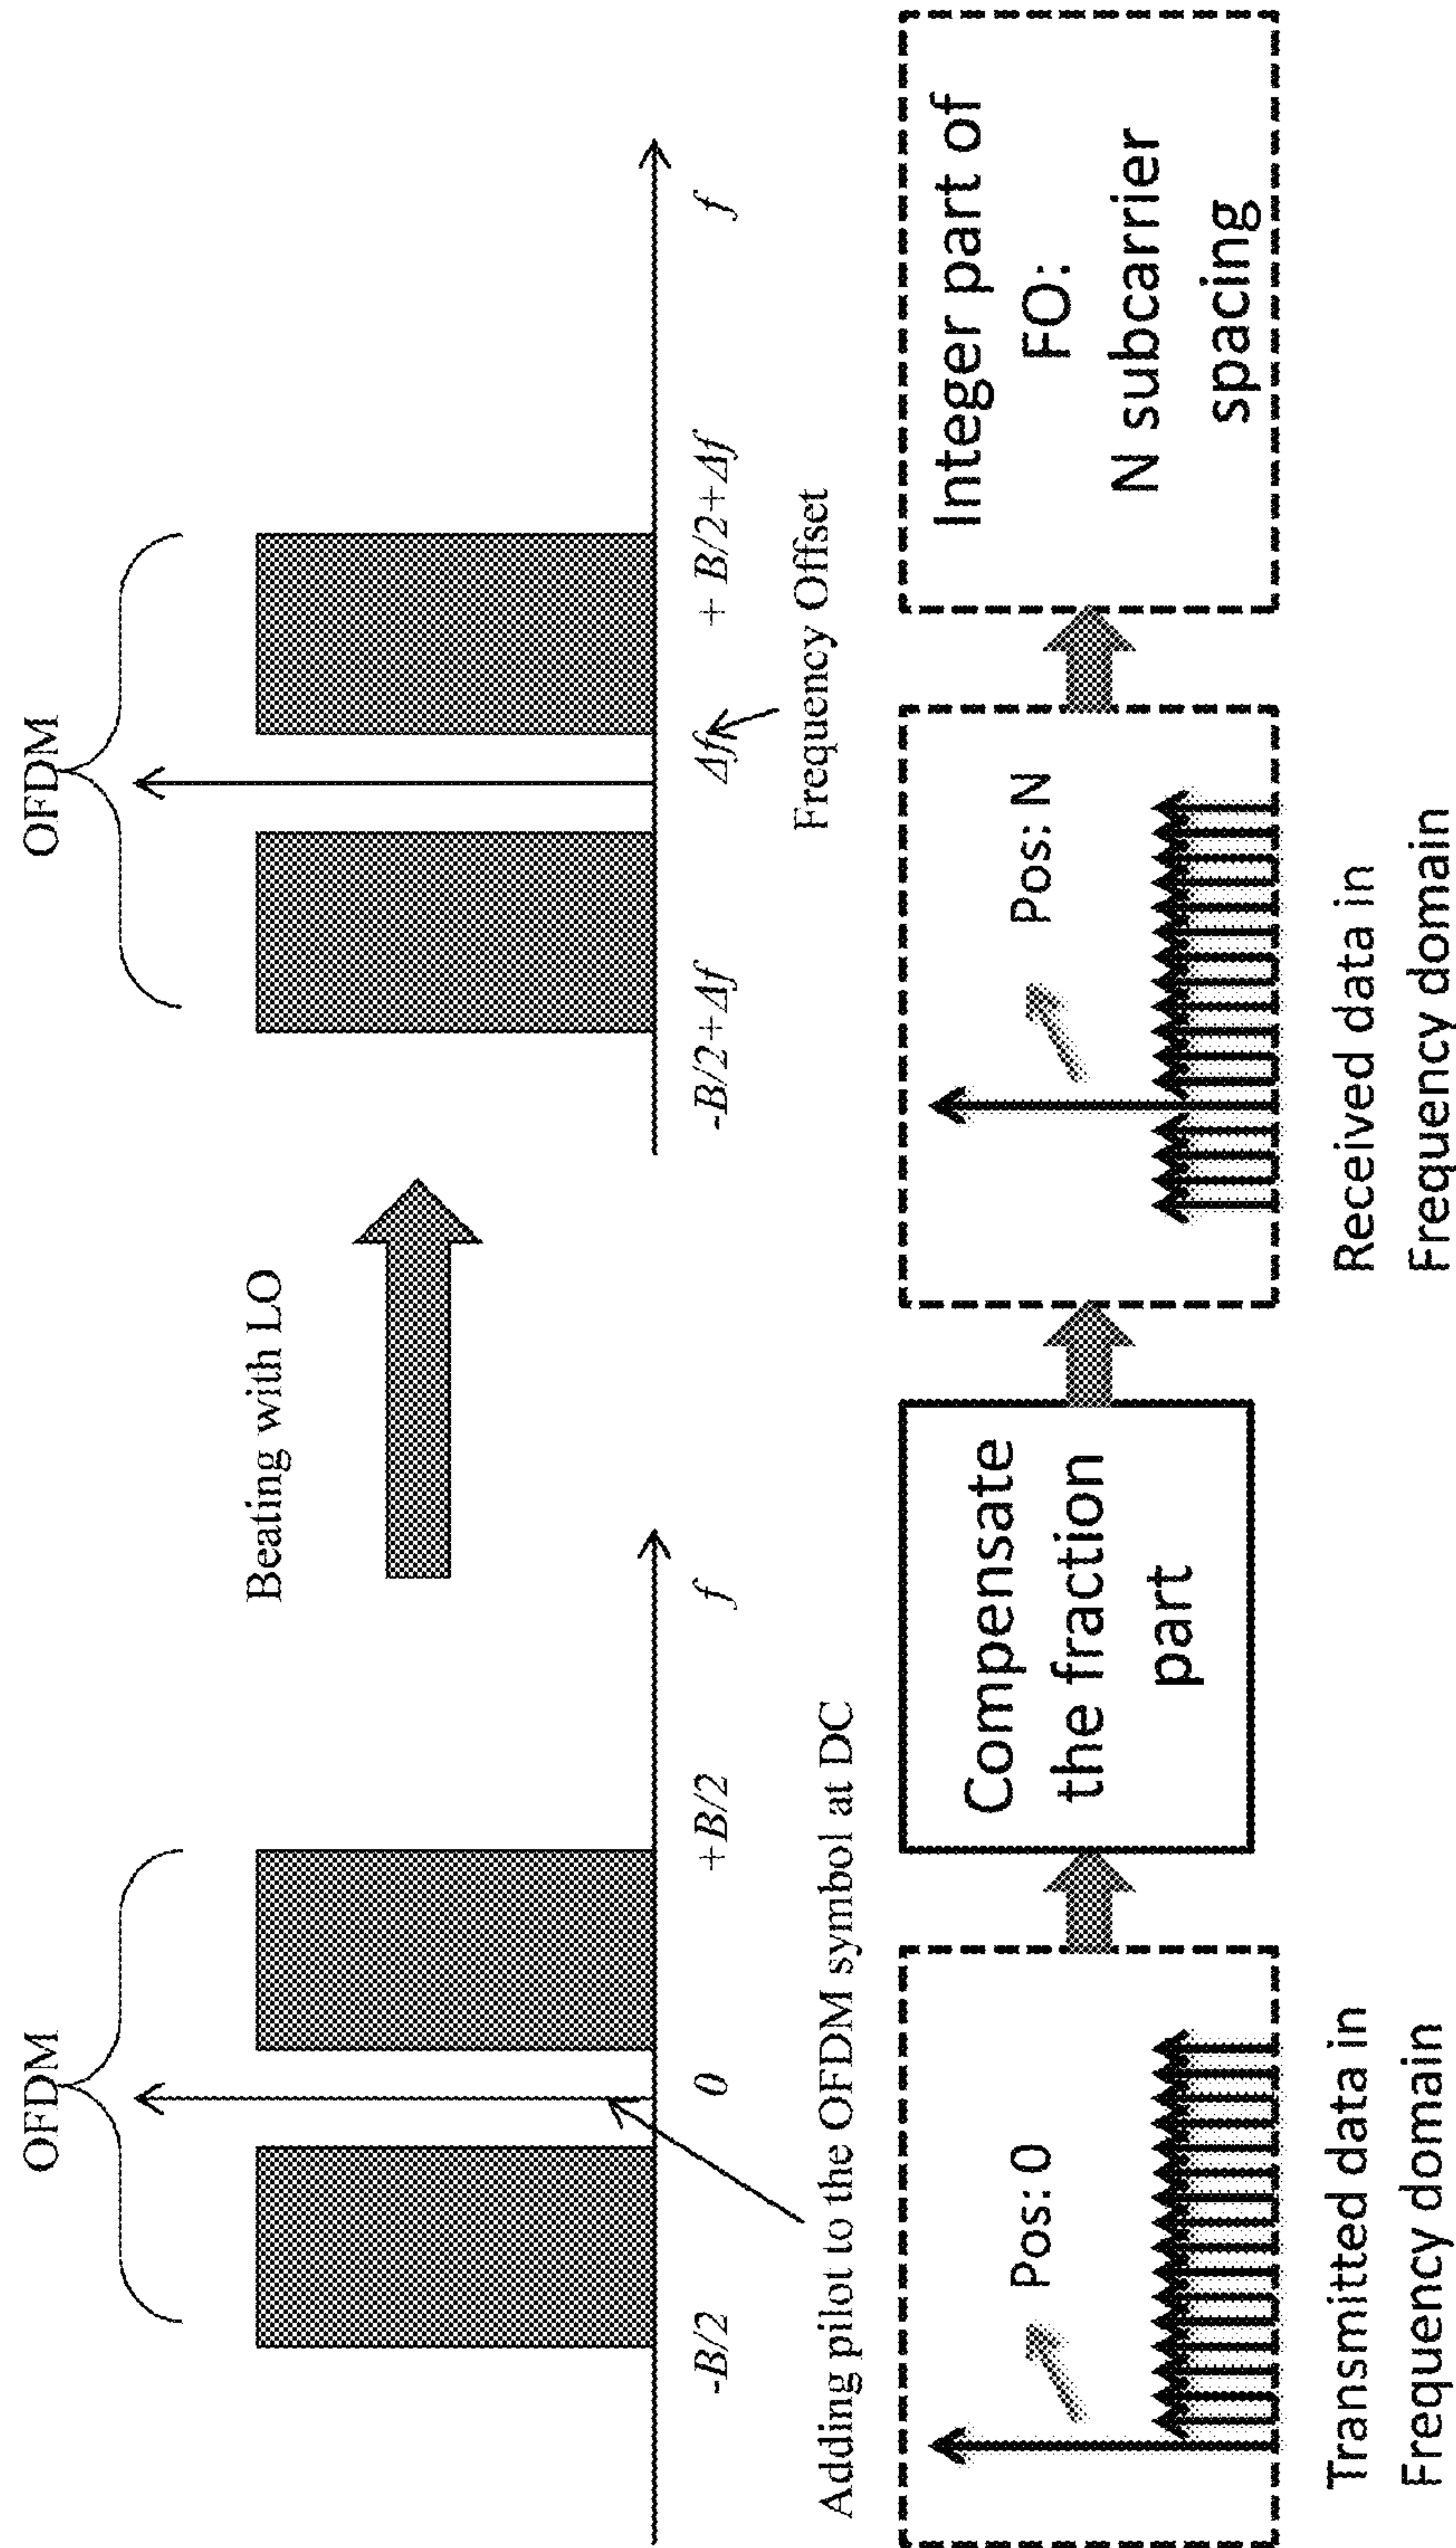 OFDM
OFDM
Beating with LO
-B/2
0
+B/2
f
-B/2+Δf
Δf
+ B/2+Δf
f
Adding pilot to the OFDM symbol at DC
Frequency Offset
Pos: 0
Compensate
the fraction
part
Pos: N
Integer part of
FO:
N subcarrier
spacing
Transmitted data in
Frequency domain
Received data in
Frequency domain